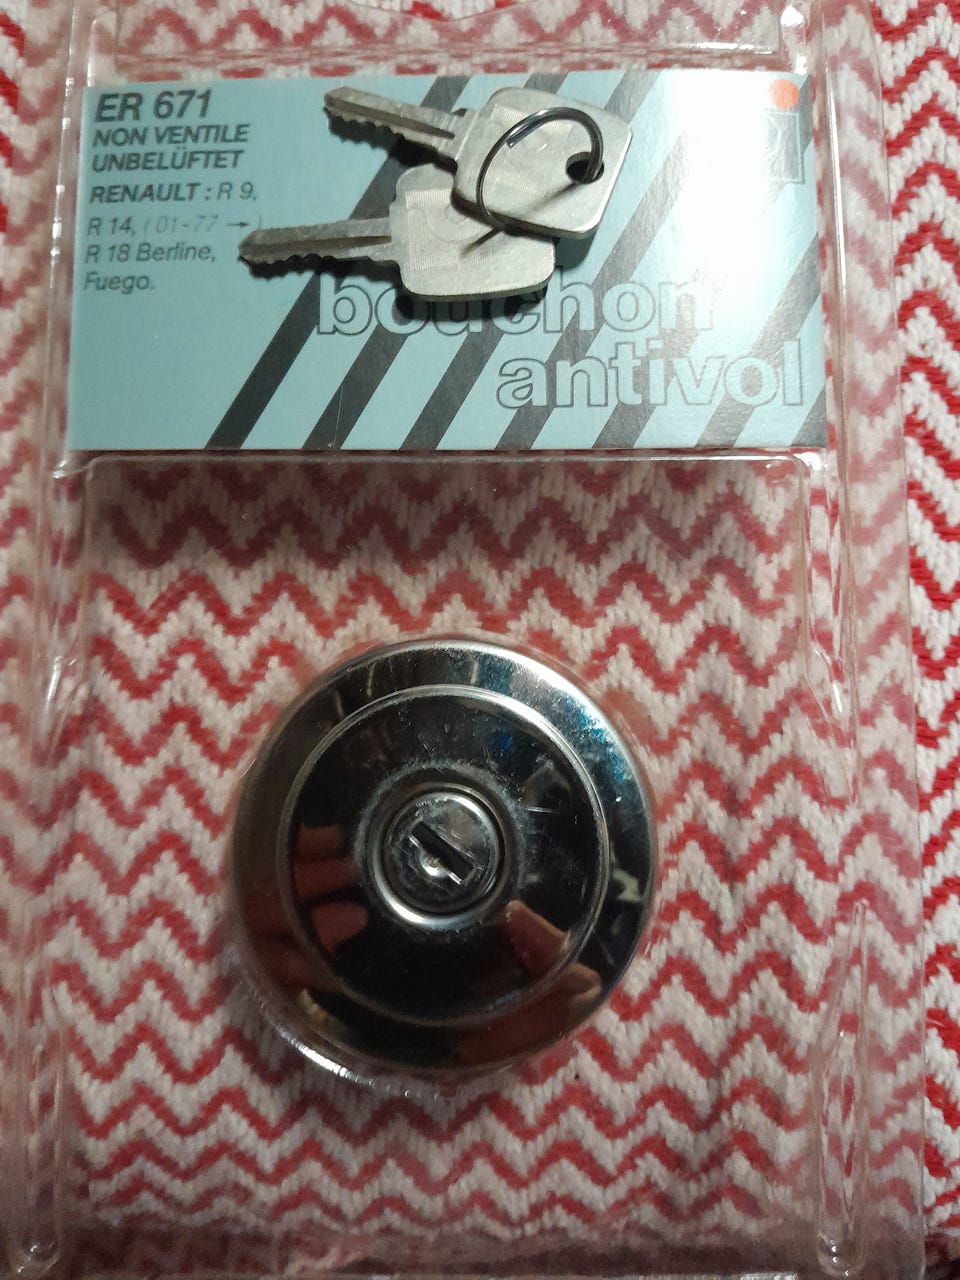 ER 671
NON VENTILE
UNBELÜFTET
RENAULT : R 9,
R 14, (01-77 → )
R 18 Berline,
Fuego.
bouchon
antivol